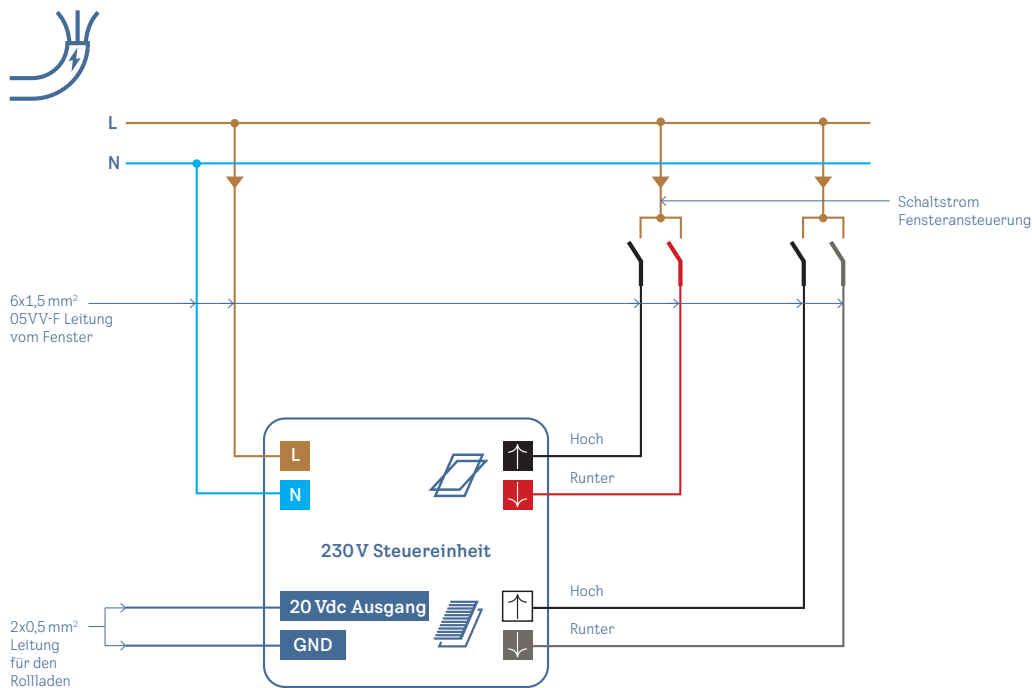 L
N
Schaltstrom
Fensteransteuerung
6x1,5 mm²
05VV-F Leitung
vom Fenster
Hoch
L
Runter
N
230 V Steuereinheit
Hoch
20 Vdc Ausgang
2x0,5 mm²
Leitung
für den
Rollladen
Runter
GND